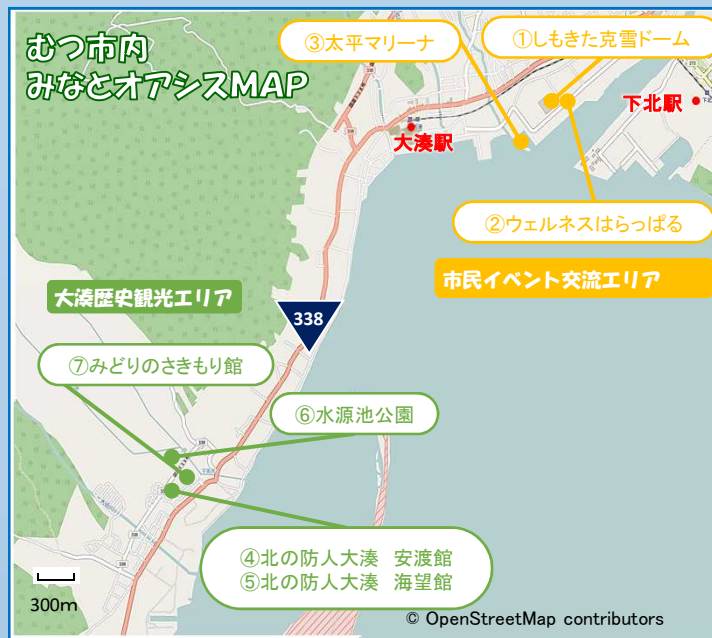 むつ市内
みなとオアシスMAP
③太平マリーナ
①しもきた克雪ドーム
下北駅
大湊駅
②ウェルネスはらっぱる
市民イベント交流エリア
大湊歴史観光エリア
338
⑦みどりのさきもり館
⑥水源池公園
④北の防人大湊 安渡館
⑤北の防人大湊 海望館
300m
© OpenStreetMap contributors